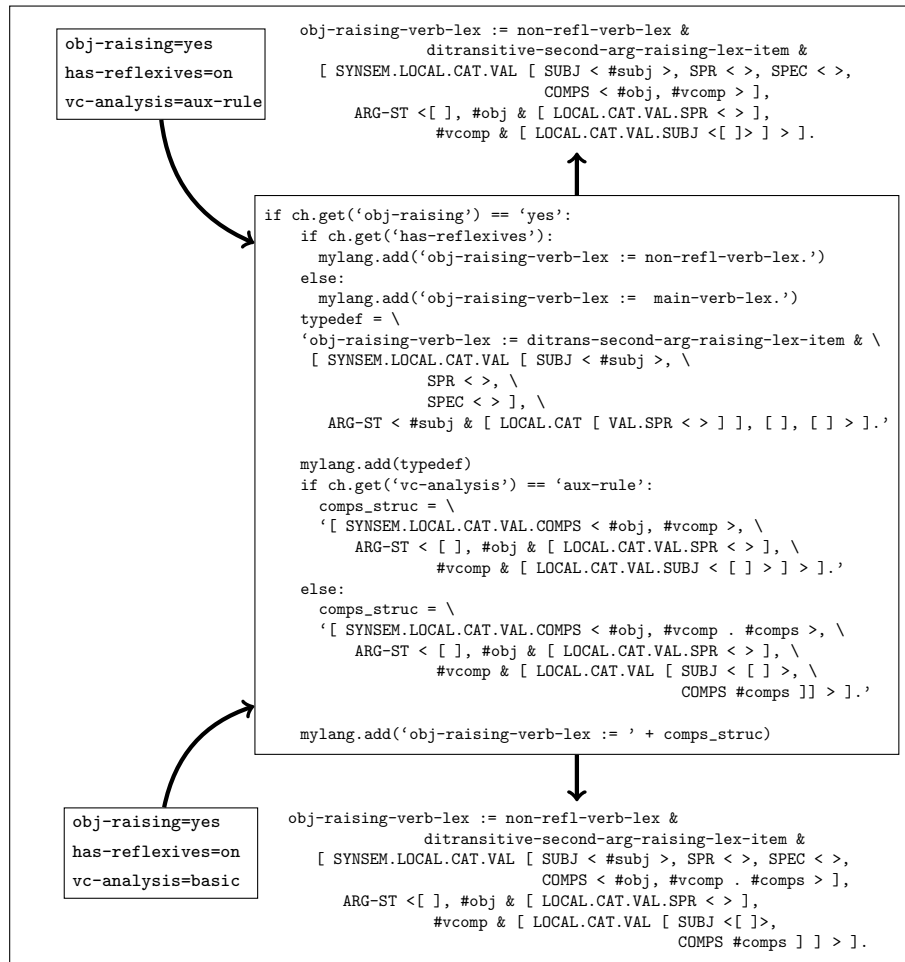 obj-raising=yes
has-reflexives=on
vc-analysis=aux-rule
obj-raising-verb-lex := non-refl-verb-lex &
ditransitive-second-arg-raising-lex-item &
[ SYNSEM.LOCAL.CAT.VAL [ SUBJ < #subj >, SPR < >, SPEC < >,
COMPS < #obj, #vcomp > ],
ARG-ST <[ ], #obj & [ LOCAL.CAT.VAL.SPR < > ],
#vcomp & [ LOCAL.CAT.VAL.SUBJ <[ ]> ] > ].
if ch.get(‘obj-raising’) == ‘yes’:
if ch.get(‘has-reflexives’):
mylang.add(‘obj-raising-verb-lex := non-refl-verb-lex.’)
else:
mylang.add(‘obj-raising-verb-lex := main-verb-lex.’)
typedef = \
‘obj-raising-verb-lex := ditrans-second-arg-raising-lex-item & \
[ SYNSEM.LOCAL.CAT.VAL [ SUBJ < #subj >, \
SPR < >, \
SPEC < > ], \
ARG-ST < #subj & [ LOCAL.CAT [ VAL.SPR < > ] ], [ ], [ ] > ].’
mylang.add(typedef)
if ch.get(‘vc-analysis’) == ‘aux-rule’:
comps_struc = \
‘[ SYNSEM.LOCAL.CAT.VAL.COMPS < #obj, #vcomp >, \
ARG-ST < [ ], #obj & [ LOCAL.CAT.VAL.SPR < > ], \
#vcomp & [ LOCAL.CAT.VAL.SUBJ < [ ] > ] > ].’
else:
comps_struc = \
‘[ SYNSEM.LOCAL.CAT.VAL.COMPS < #obj, #vcomp . #comps >, \
ARG-ST < [ ], #obj & [ LOCAL.CAT.VAL.SPR < > ], \
#vcomp & [ LOCAL.CAT.VAL [ SUBJ < [ ] >, \
COMPS #comps ]] > ].’
mylang.add(‘obj-raising-verb-lex := ’ + comps_struc)
obj-raising=yes
has-reflexives=on
vc-analysis=basic
obj-raising-verb-lex := non-refl-verb-lex &
ditransitive-second-arg-raising-lex-item &
[ SYNSEM.LOCAL.CAT.VAL [ SUBJ < #subj >, SPR < >, SPEC < >,
COMPS < #obj, #vcomp . #comps > ],
ARG-ST <[ ], #obj & [ LOCAL.CAT.VAL.SPR < > ],
#vcomp & [ LOCAL.CAT.VAL [ SUBJ <[ ]>,
COMPS #comps ] ] > ].